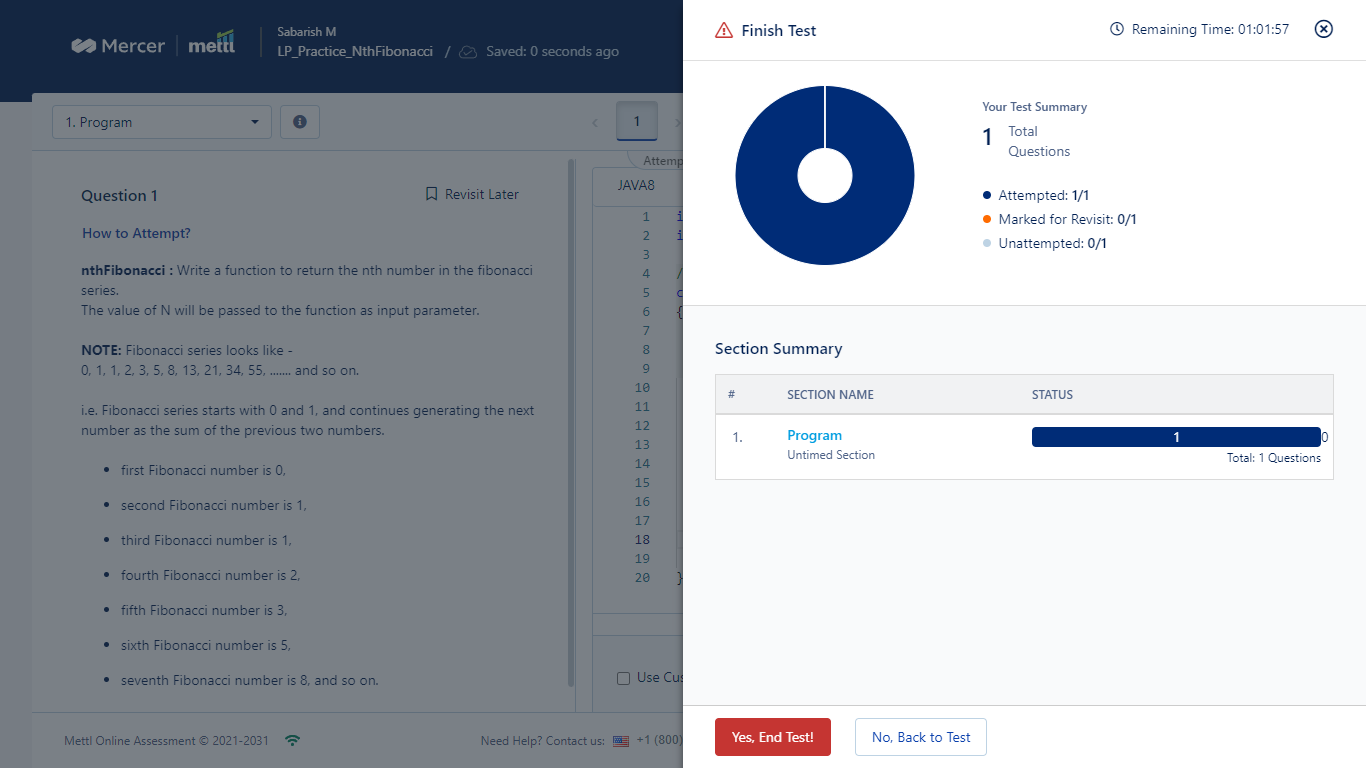 Mercer
mettl
Sabarish M
LP_Practice_NthFibonacci / Saved: 0 seconds ago
1. Program
1
Attemp
Question 1
Revisit Later
How to Attempt?
nthFibonacci : Write a function to return the nth number in the fibonacci
series.
The value of N will be passed to the function as input parameter.
NOTE: Fibonacci series looks like -
0, 1, 1, 2, 3, 5, 8, 13, 21, 34, 55, ....... and so on.
i.e. Fibonacci series starts with 0 and 1, and continues generating the next
number as the sum of the previous two numbers.
• first Fibonacci number is 0,
• second Fibonacci number is 1,
• third Fibonacci number is 1,
• fourth Fibonacci number is 2,
• fifth Fibonacci number is 3,
• sixth Fibonacci number is 5,
• seventh Fibonacci number is 8, and so on.
JAVA8
1 i
2 i
3
4 /
5 c
6 {
7
8
9
10
11
12
13
14
15
16
17
18
19
20 }
Use Cus
Mettl Online Assessment © 2021-2031
Need Help? Contact us: +1 (800)
Finish Test
Remaining Time: 01:01:57
Your Test Summary
1 Total
Questions
Attempted: 1/1
Marked for Revisit: 0/1
Unattempted: 0/1
Section Summary
# SECTION NAME STATUS
1. Program 1 0
Untimed Section Total: 1 Questions
Yes, End Test!
No, Back to Test